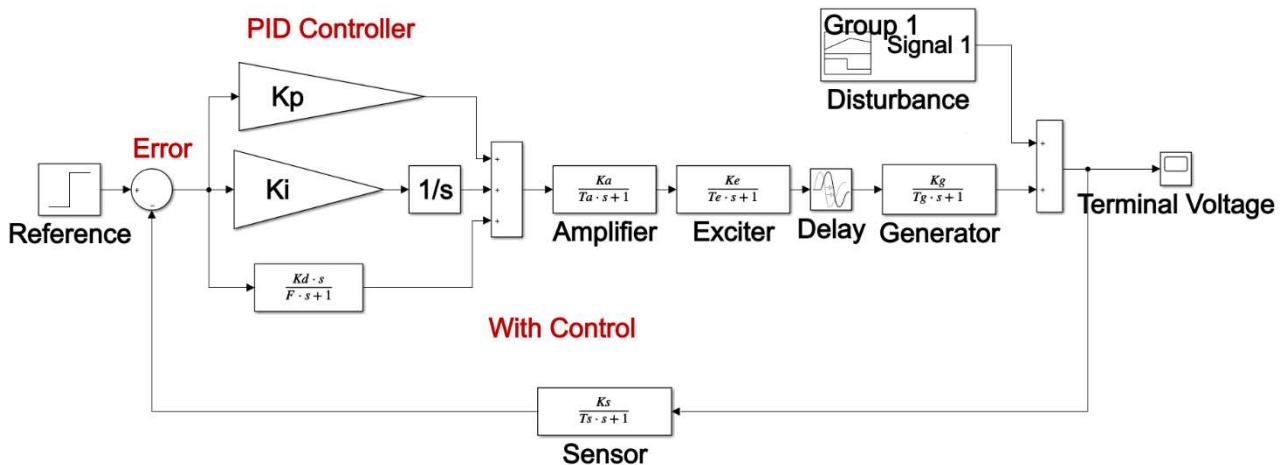 PID Controller
Group 1
Signal 1
Disturbance
Kp
Error
+
-
Reference
Ki
1/s
+
+
+
Ka
Ta · s + 1
Amplifier
Ke
Te · s + 1
Exciter
Delay
Kg
Tg · s + 1
Generator
+
+
Terminal Voltage
Kd · s
F · s + 1
With Control
Ks
Ts · s + 1
Sensor